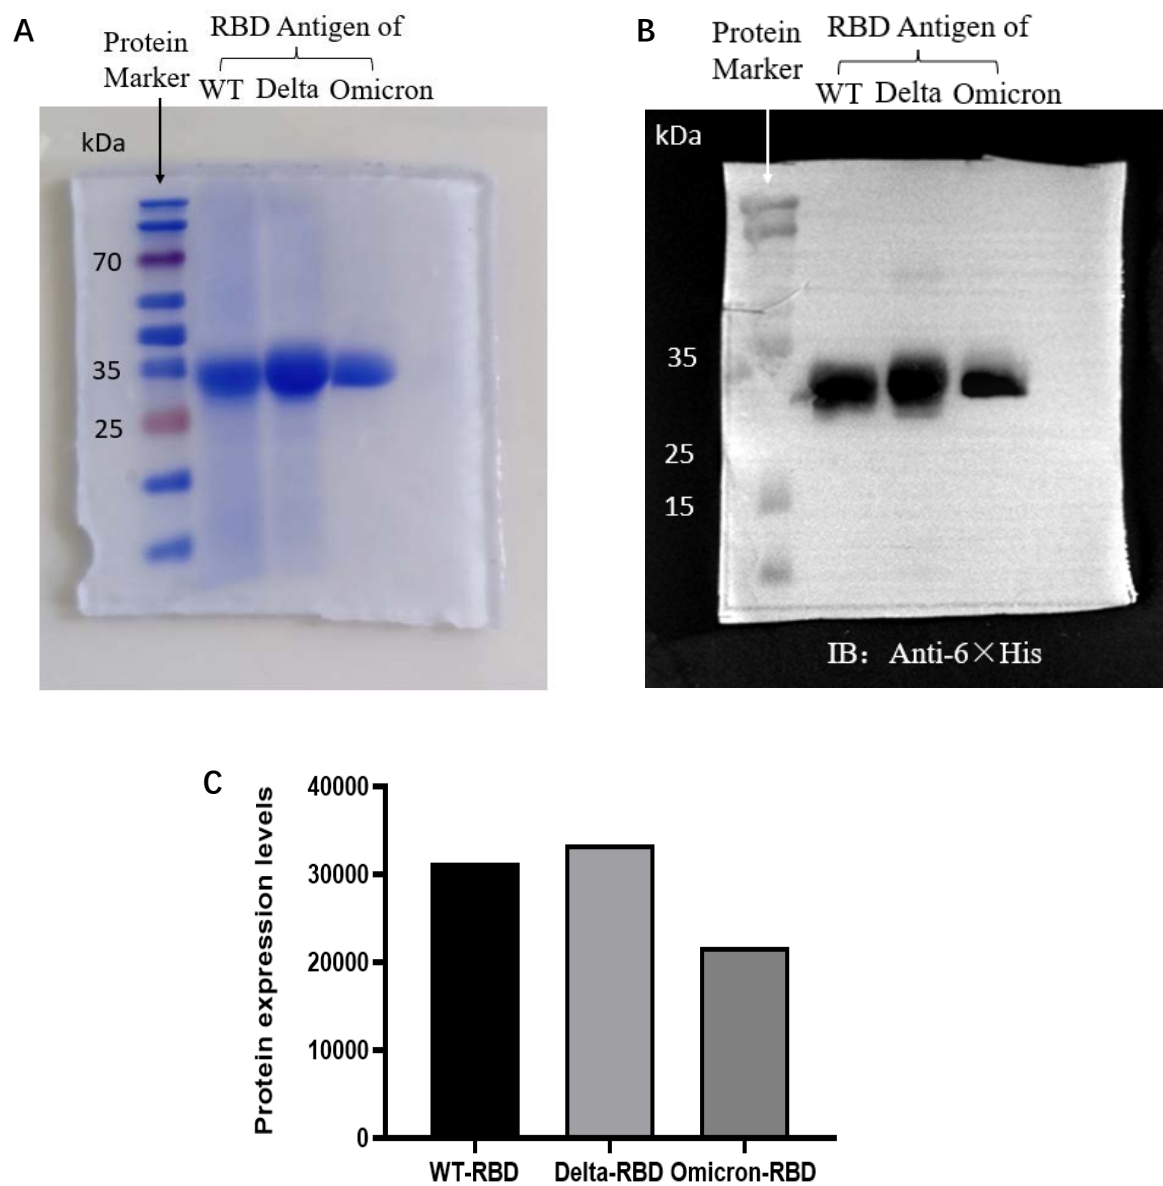 A
Protein
Marker
RBD Antigen of
WT Delta Omicron
kDa
70
35
25
B
Protein
Marker
RBD Antigen of
WT Delta Omicron
kDa
35
25
15
IB: Anti-6×His
C
Protein expression levels
40000
30000
20000
10000
0
WT-RBD Delta-RBD Omicron-RBD